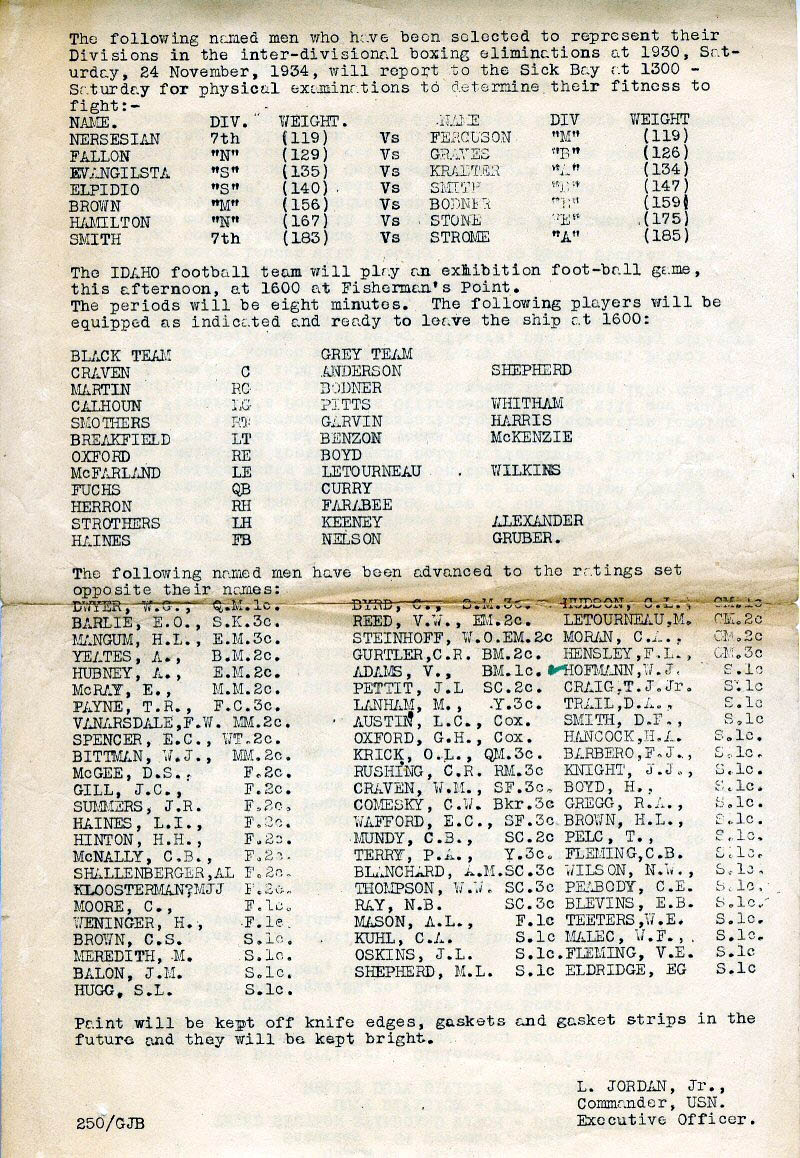 The following named men who have been selected to represent their
Divisions in the inter-divisional boxing eliminations at 1930, Sat-
urday, 24 November, 1934, will report to the Sick Bay at 1300 -
Saturday for physical examinations to determine their fitness to
fight:-
NAME. DIV. WEIGHT. NAME DIV WEIGHT
NERSESIAN 7th (119) Vs FERGUSON "M" (119)
FALLON "N" (129) Vs GRAVES "B" (126)
EVANGILSTA "S" (135) Vs KRALTER "A" (134)
ELPIDIO "S" (140). Vs SMITH (147)
BROWN "M" (156) Vs BODNER "E" (159)
HAMILTON "N" (167) Vs STONE "E" (175)
SMITH 7th (183) Vs STROME "A" (185)
The IDAHO football team will play an exhibition foot-ball game,
this afternoon, at 1600 at Fisherman's Point.
The periods will be eight minutes. The following players will be
equipped as indicated and ready to leave the ship at 1600:
BLACK TEAM GREY TEAM
CRAVEN C ANDERSON SHEPHERD
MARTIN RG BODNER
CALHOUN LG PITTS WHITHAM
SMOTHERS RT GARVIN HARRIS
BREAKFIELD LT BENZON McKENZIE
OXFORD RE BOYD
McFARLAND LE LETOURNEAU . WILKINS
FUCHS QB CURRY
HERRON RH FARABEE
STROTHERS LH KEENEY ALEXANDER
HAINES FB NELSON GRUBER.
The following named men have been advanced to the ratings set
opposite their names:
DWYER, W.G., Q.M.1c. BYRD, C., S.M.3c. HUDSON, C.L., CM.1c
BARLIE, E.O., S.K.3c. REED, V.W., EM.2c. LETOURNEAU,M. CM.2c
MANGUM, H.L., E.M.3c. STEINHOFF, W.O.EM.2c MORAN, C.A., CM.2c
YEATES, A., B.M.2c. GURTLER,C.R. BM.2c. HENSLEY,F.L., CM.3c
HUBNEY, A., E.M.2c. ADAMS, V., BM.1c. ✔HOFMANN,W.J. S.1c
McRAY, E., M.M.2c. PETTIT, J.L SC.2c. CRAIG,T.J.Jr. S.1c
PAYNE, T.R., F.C.3c. LANHAM, M., .Y.3c. TRAIL,D.A., S.1c
VANARSDALE,F.W. MM.2c. AUSTIN, L.C., Cox. SMITH, D.F., S.1c
SPENCER, E.C., WT.2c. OXFORD, G.H., Cox. HANCOCK,H.A. S.1c.
BITTMAN, W.J., MM.2c. KRICK, O.L., QM.3c. BARBERO,F.J., S.1c.
McGEE, D.S., F.2c. RUSHING, C.R. RM.3c KNIGHT, J.J., S.1c.
GILL, J.C., F.2c. CRAVEN, W.M., SF.3c. BOYD, H., S.1c.
SUMMERS, J.R. F.2c. COMESKY, C.W. Bkr.3c GREGG, R.A., S.1c.
HAINES, L.I., F.2c. WAFFORD, E.C., SF.3c BROWN, H.L., S.1c.
HINTON, H.H., F.2c. MUNDY, C.B., SC.2c PELC, T., S.1c.
McNALLY, C.B., F.2c. TERRY, P.A., Y.3c. FLEMING,C.B. S.1c.
SHALLENBERGER,AL F.2c. BLANCHARD, A.M.SC.3c WILSON, N.W., S.1c.
KLOOSTERMAN?MJJ F.2c. THOMPSON, W.W. SC.3c PEABODY, C.E. S.1c.
MOORE, C., F.1c. RAY, N.B. SC.3c BLEVINS, E.B. S.1c.
WENINGER, H., F.1c. MASON, A.L., F.1c TEETERS,W.E. S.1c.
BROWN, C.S. S.1c. KUHL, C.A. S.1c MALEC, W.F., S.1c.
MEREDITH, M. S.1c. OSKINS, J.L. S.1c.FLEMING, V.E. S.1c
BALON, J.M. S.1c. SHEPHERD, M.L. S.1c ELDRIDGE, EG S.1c
HUGG, S.L. S.1c.
Paint will be kept off knife edges, gaskets and gasket strips in the
future and they will be kept bright.
L. JORDAN, Jr.,
Commander, USN.
250/GJB Executive Officer.